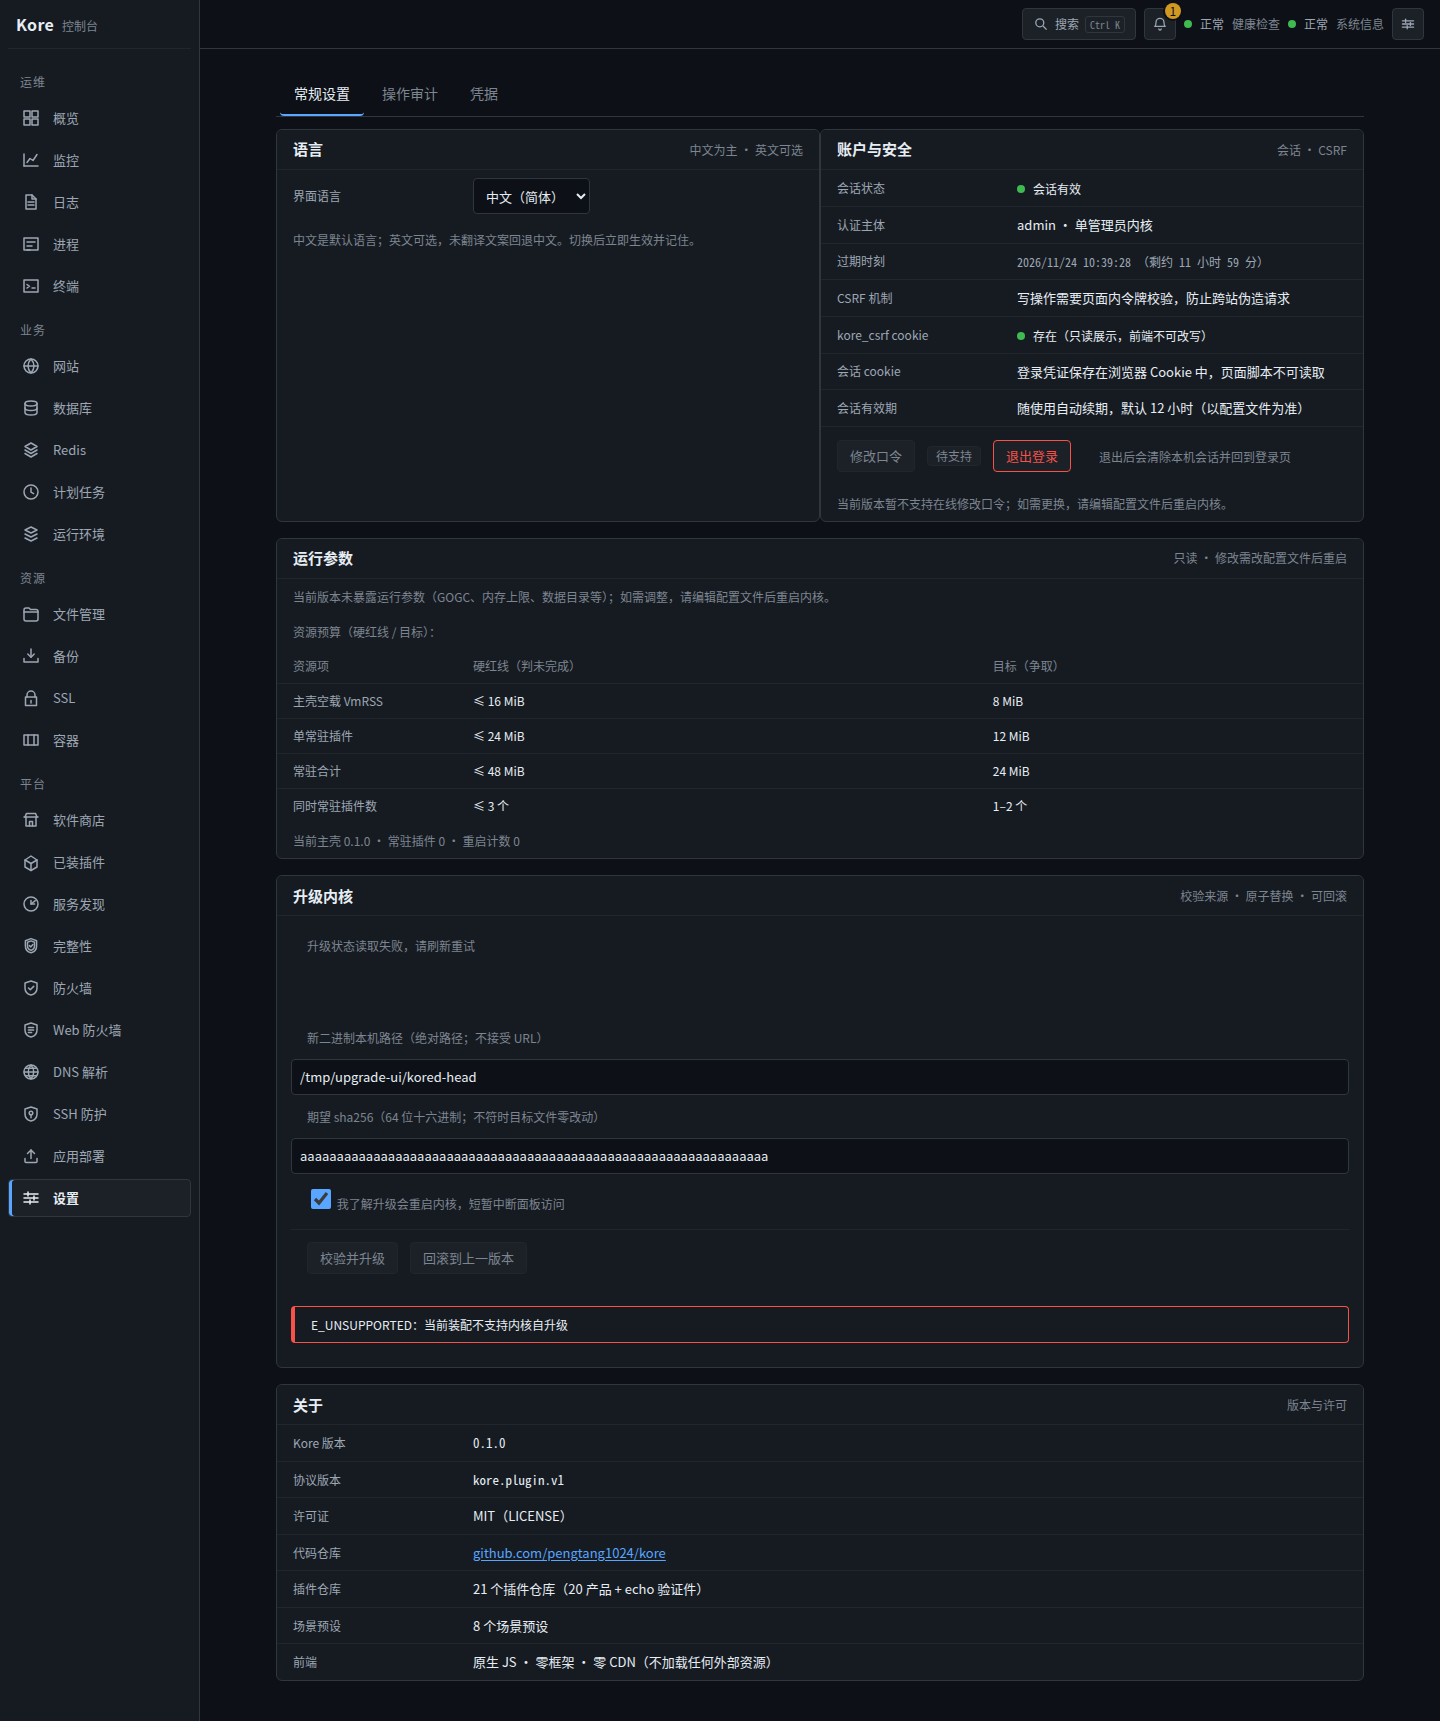 Kore 控制台
搜索 Ctrl K
1
正常 健康检查 正常 系统信息
运维
概览
监控
日志
进程
终端
业务
网站
数据库
Redis
计划任务
运行环境
资源
文件管理
备份
SSL
容器
平台
软件商店
已装插件
服务发现
完整性
防火墙
Web 防火墙
DNS 解析
SSH 防护
应用部署
设置
常规设置 操作审计 凭据
语言 中文为主 · 英文可选
界面语言 中文（简体）
中文是默认语言；英文可选，未翻译文案回退中文。切换后立即生效并记住。
账户与安全 会话 · CSRF
会话状态 会话有效
认证主体 admin · 单管理员内核
过期时刻 2026/11/24 10:39:28 （剩约 11 小时 59 分）
CSRF 机制 写操作需要页面内令牌校验，防止跨站伪造请求
kore_csrf cookie 存在（只读展示，前端不可改写）
会话 cookie 登录凭证保存在浏览器 Cookie 中，页面脚本不可读取
会话有效期 随使用自动续期，默认 12 小时（以配置文件为准）
修改口令 待支持 退出登录 退出后会清除本机会话并回到登录页
当前版本暂不支持在线修改口令；如需更换，请编辑配置文件后重启内核。
运行参数 只读 · 修改需改配置文件后重启
当前版本未暴露运行参数（GOGC、内存上限、数据目录等）；如需调整，请编辑配置文件后重启内核。
资源预算（硬红线 / 目标）：
资源项 硬红线（判未完成） 目标（争取）
主壳空载 VmRSS ≤ 16 MiB 8 MiB
单常驻插件 ≤ 24 MiB 12 MiB
常驻合计 ≤ 48 MiB 24 MiB
同时常驻插件数 ≤ 3 个 1–2 个
当前主壳 0.1.0 · 常驻插件 0 · 重启计数 0
升级内核 校验来源 · 原子替换 · 可回滚
升级状态读取失败，请刷新重试
新二进制本机路径（绝对路径；不接受 URL）
/tmp/upgrade-ui/kored-head
期望 sha256（64 位十六进制；不符时目标文件零改动）
aaaaaaaaaaaaaaaaaaaaaaaaaaaaaaaaaaaaaaaaaaaaaaaaaaaaaaaaaaaaaaaa
我了解升级会重启内核，短暂中断面板访问
校验并升级 回滚到上一版本
E_UNSUPPORTED：当前装配不支持内核自升级
关于 版本与许可
Kore 版本 0.1.0
协议版本 kore.plugin.v1
许可证 MIT（LICENSE）
代码仓库 github.com/pengtang1024/kore
插件仓库 21 个插件仓库（20 产品 + echo 验证件）
场景预设 8 个场景预设
前端 原生 JS · 零框架 · 零 CDN（不加载任何外部资源）